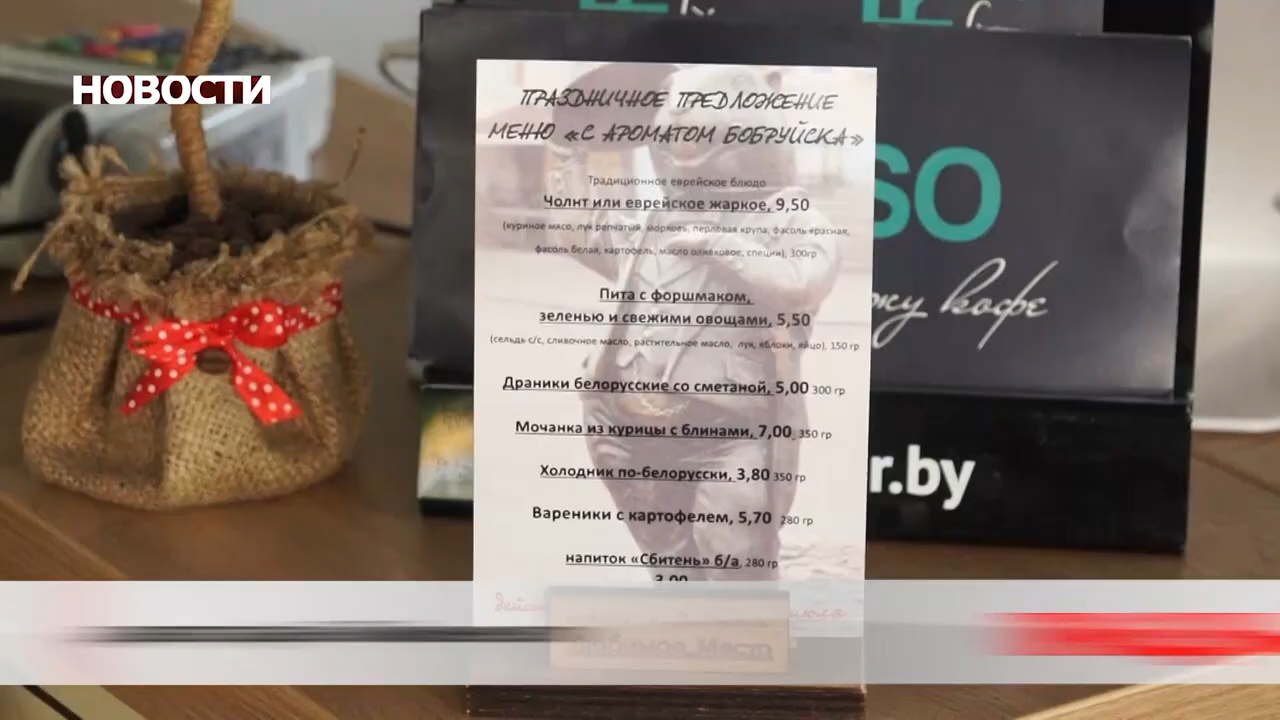 НОВОСТИ
ПРАЗДНИЧНОЕ ПРЕДЛОЖЕНИЕ
МЕНЮ «С АРОМАТОМ БОБРУЙСКА»
Традиционное еврейское блюдо
Чолнт или еврейское жаркое, 9,50
(куриное мясо, лук репчатый, морковь, перловая крупа, фасоль красная,
фасоль белая, картофель, масло оливковое, специи), 300гр
Пита с форшмаком,
зеленью и свежими овощами, 5,50
(сельдь с/с, сливочное масло, растительное масло, лук, яблоки, яйцо), 150 гр
Драники белорусские со сметаной, 5,00 300 гр
Мочанка из курицы с блинами, 7,00 350 гр
Холодник по-белорусски, 3,80 350 гр
Вареники с картофелем, 5,70 280 гр
напиток «Сбитень» б/а, 280 гр
3,00
SO
кофе
r.by